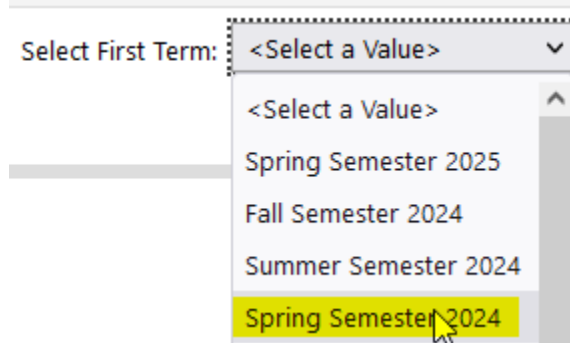 Select First Term: <Select a Value>
<Select a Value>
Spring Semester 2025
Fall Semester 2024
Summer Semester 2024
Spring Semester 2024